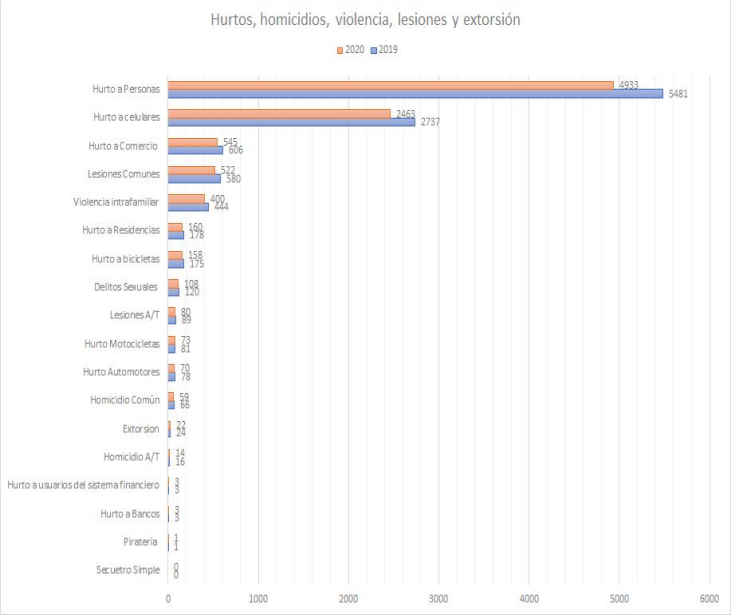 Hurtos, homicidios, violencia, lesiones y extorsión
2020 2019
Hurto a Personas 4933 5481
Hurto a celulares 2463 2737
Hurto a Comercio 545 606
Lesiones Comunes 522 580
Violencia intrafamiliar 400 444
Hurto a Residencias 160 178
Hurto a bicicletas 158 175
Delitos Sexuales 108 120
Lesiones A/T 80 89
Hurto Motocicletas 73 81
Hurto Automotores 70 78
Homicidio Común 59 66
Extorsion 22 24
Homicidio A/T 14 16
Hurto a usuarios del sistema financiero 3 3
Hurto a Bancos 3 3
Pirateria 1 1
Secuetro Simple 0 0
0 1000 2000 3000 4000 5000 6000